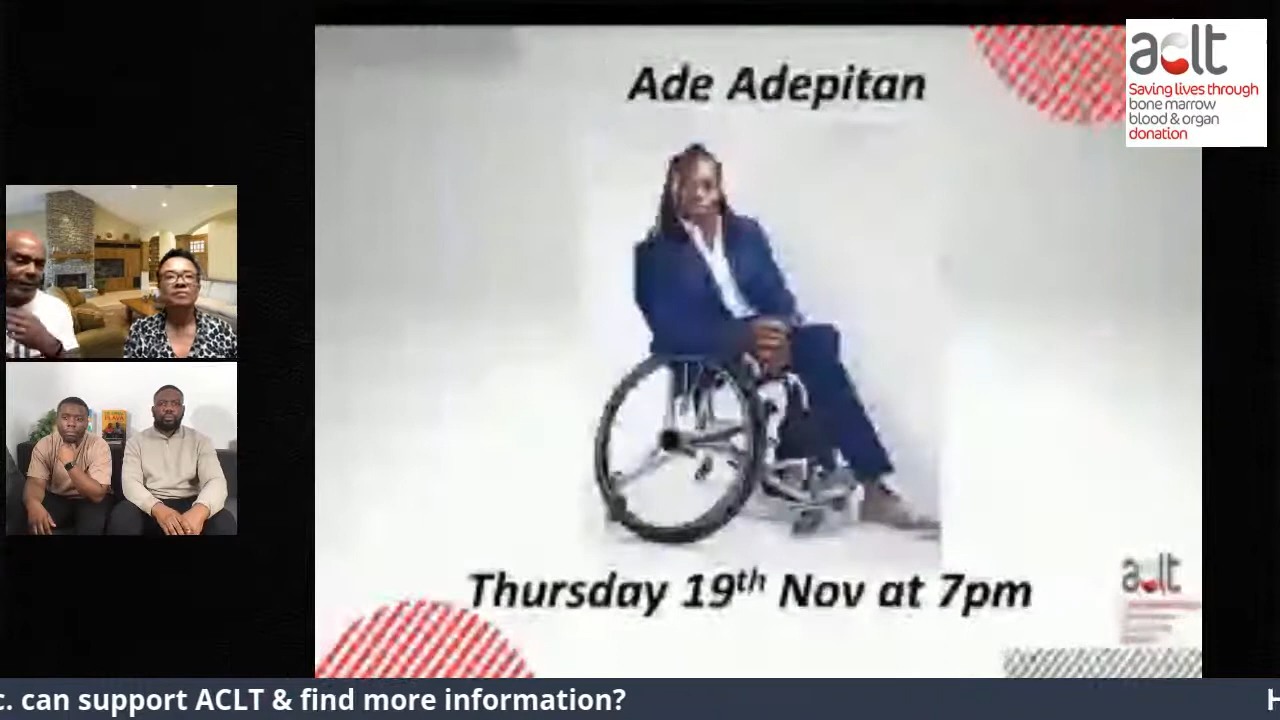 Ade Adepitan
aclt
Saving lives through
bone marrow
blood & organ
donation
Thursday 19th Nov at 7pm
aclt
c. can support ACLT & find more information?
H